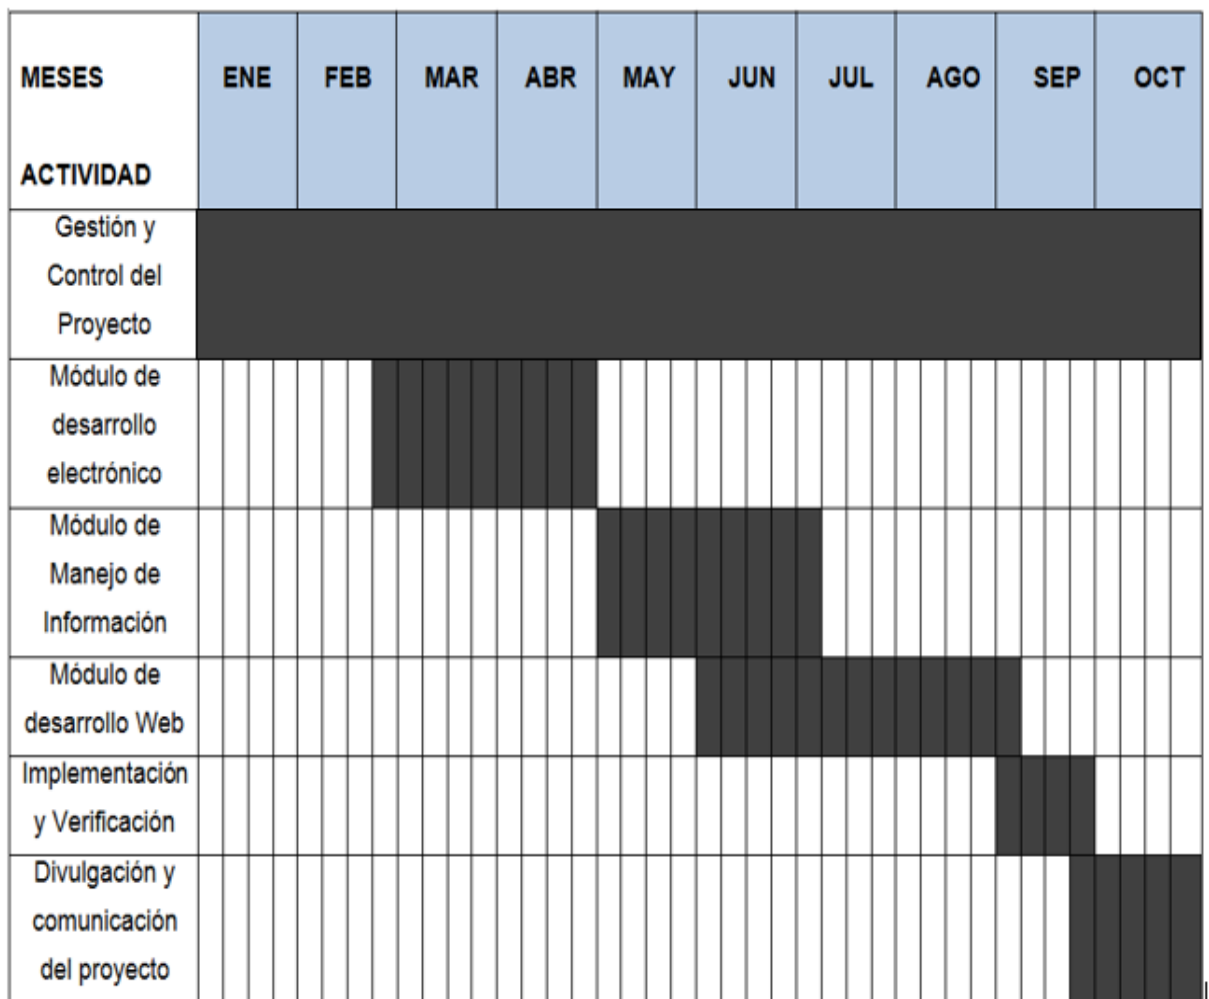 MESES ENE FEB MAR ABR MAY JUN JUL AGO SEP OCT
ACTIVIDAD
Gestión y
Control del
Proyecto
Módulo de
desarrollo
electrónico
Módulo de
Manejo de
Información
Módulo de
desarrollo Web
Implementación
y Verificación
Divulgación y
comunicación
del proyecto